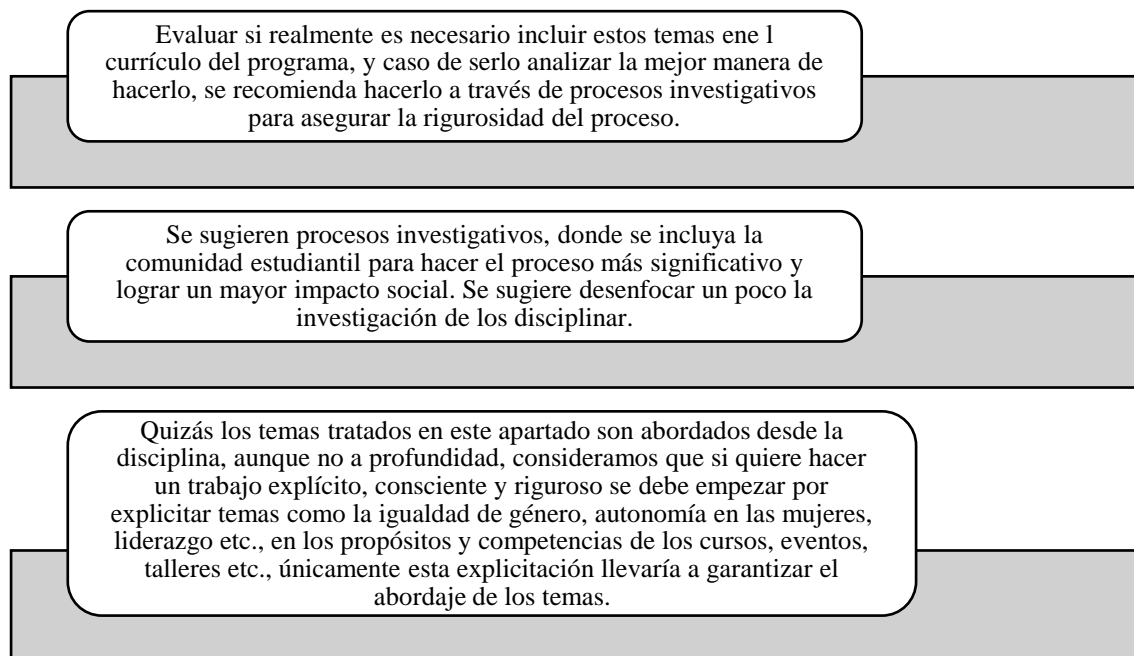 Evaluar si realmente es necesario incluir estos temas ene l
currículo del programa, y caso de serlo analizar la mejor manera de
hacerlo, se recomienda hacerlo a través de procesos investigativos
para asegurar la rigurosidad del proceso.
Se sugieren procesos investigativos, donde se incluya la
comunidad estudiantil para hacer el proceso más significativo y
lograr un mayor impacto social. Se sugiere desenfocar un poco la
investigación de los disciplinar.
Quizás los temas tratados en este apartado son abordados desde la
disciplina, aunque no a profundidad, consideramos que si quiere hacer
un trabajo explícito, consciente y riguroso se debe empezar por
explicitar temas como la igualdad de género, autonomía en las mujeres,
liderazgo etc., en los propósitos y competencias de los cursos, eventos,
talleres etc., únicamente esta explicitación llevaría a garantizar el
abordaje de los temas.